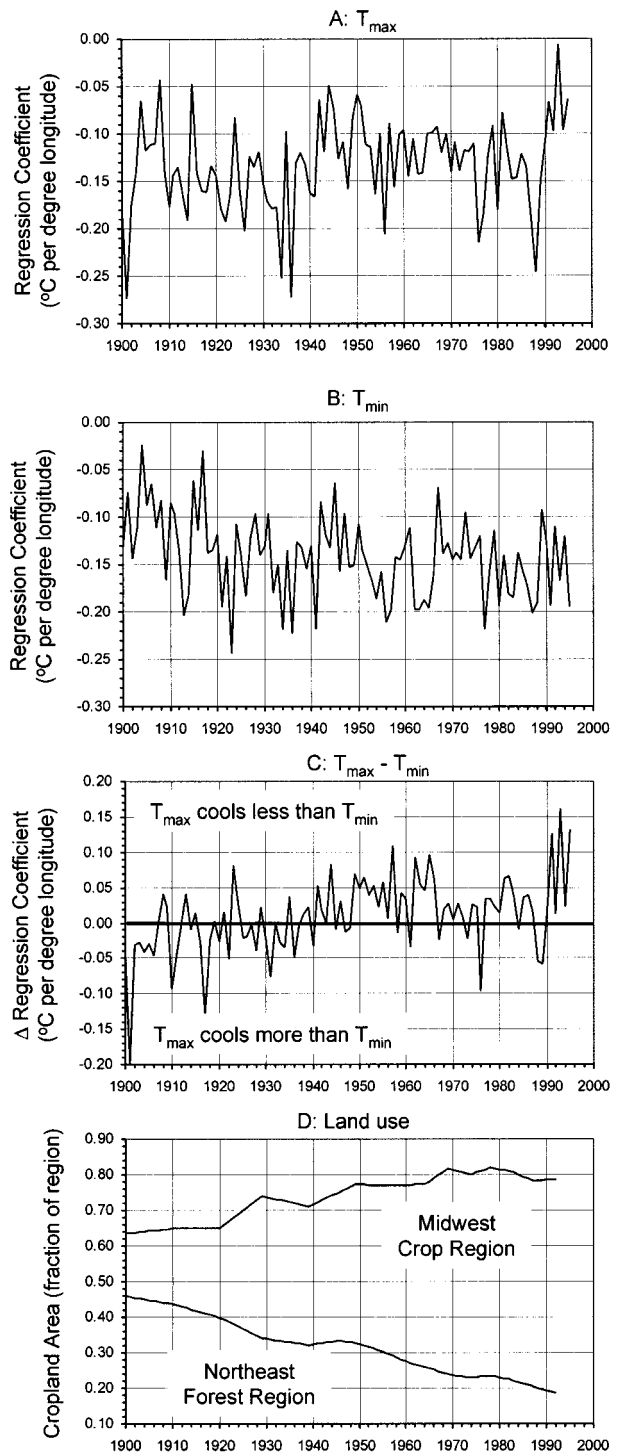 A: Tmax
Regression Coefficient
(ºC per degree longitude)
0.00
-0.05
-0.10
-0.15
-0.20
-0.25
-0.30
1900 1910 1920 1930 1940 1950 1960 1970 1980 1990 2000
B: Tmin
Regression Coefficient
(ºC per degree longitude)
0.00
-0.05
-0.10
-0.15
-0.20
-0.25
-0.30
1900 1910 1920 1930 1940 1950 1960 1970 1980 1990 2000
C: Tmax - Tmin
Δ Regression Coefficient
(ºC per degree longitude)
0.20
0.15
0.10
0.05
0.00
-0.05
-0.10
-0.15
-0.20
Tmax cools less than Tmin
Tmax cools more than Tmin
1900 1910 1920 1930 1940 1950 1960 1970 1980 1990 2000
D: Land use
Cropland Area (fraction of region)
0.90
0.80
0.70
0.60
0.50
0.40
0.30
0.20
0.10
Midwest
Crop Region
Northeast
Forest Region
1900 1910 1920 1930 1940 1950 1960 1970 1980 1990 2000